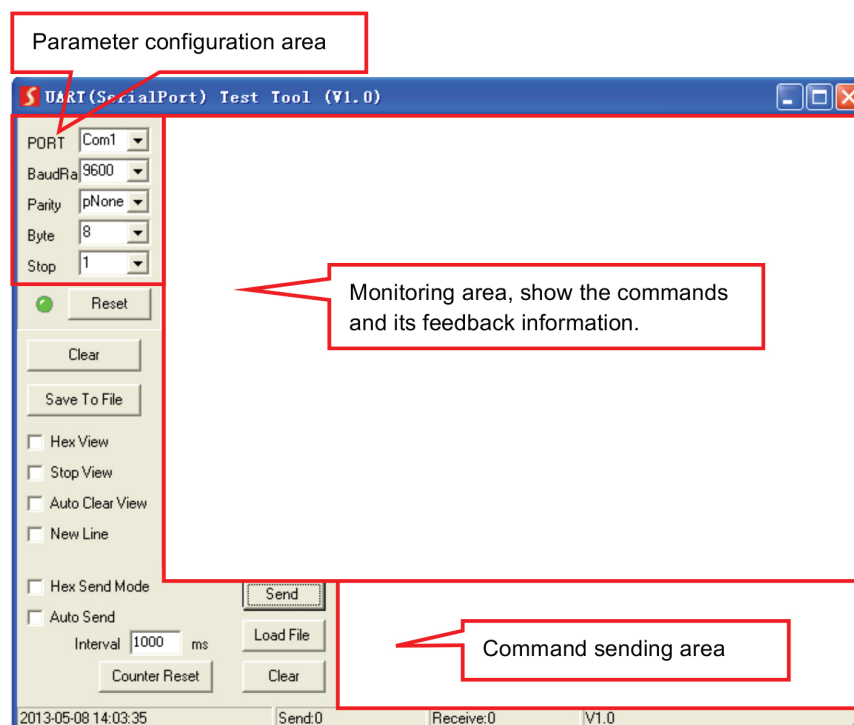 Parameter configuration area
UART(SerialPort) Test Tool (V1.0)
PORT Com1
BaudRa 9600
Parity pNone
Byte 8
Stop 1
Reset
Monitoring area, show the commands
and its feedback information.
Clear
Save To File
Hex View
Stop View
Auto Clear View
New Line
Hex Send Mode
Send
Auto Send
Interval 1000 ms
Load File
Command sending area
Counter Reset
Clear
2013-05-08 14:03:35 Send:0 Receive:0 V1.0